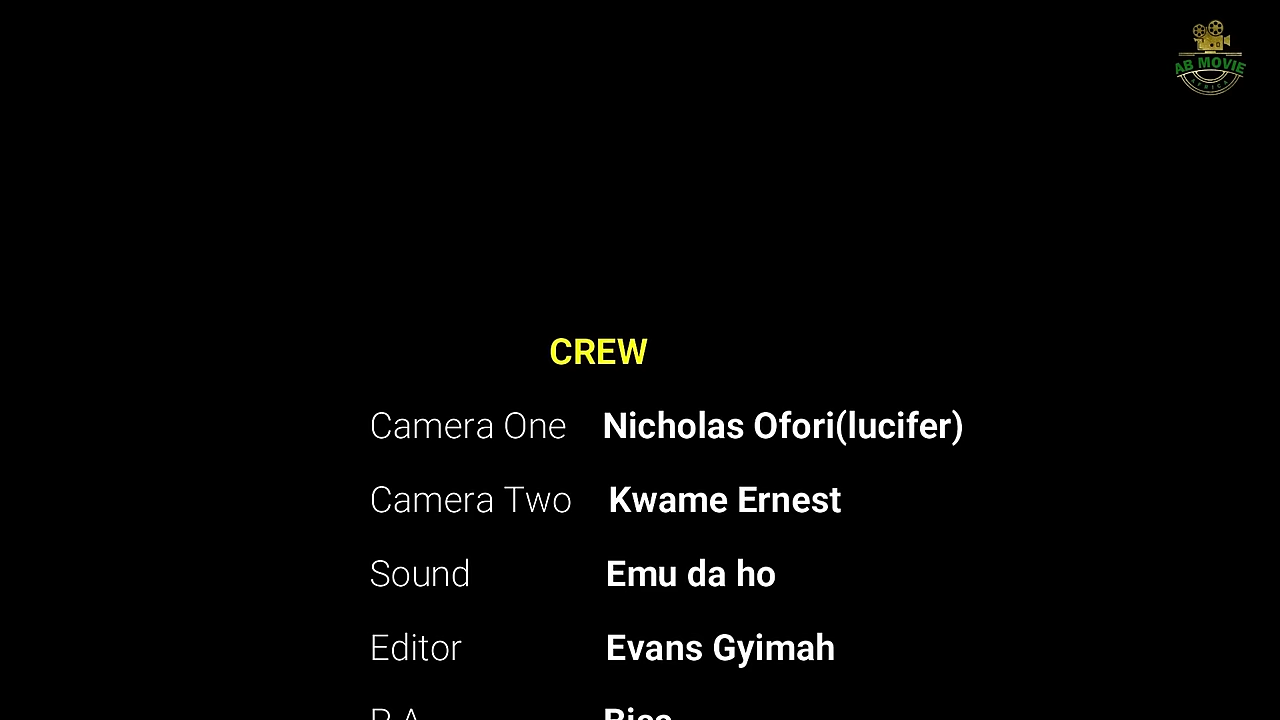 AB MOVIE
AFRICA
CREW
Camera One Nicholas Ofori(lucifer)
Camera Two Kwame Ernest
Sound Emu da ho
Editor Evans Gyimah